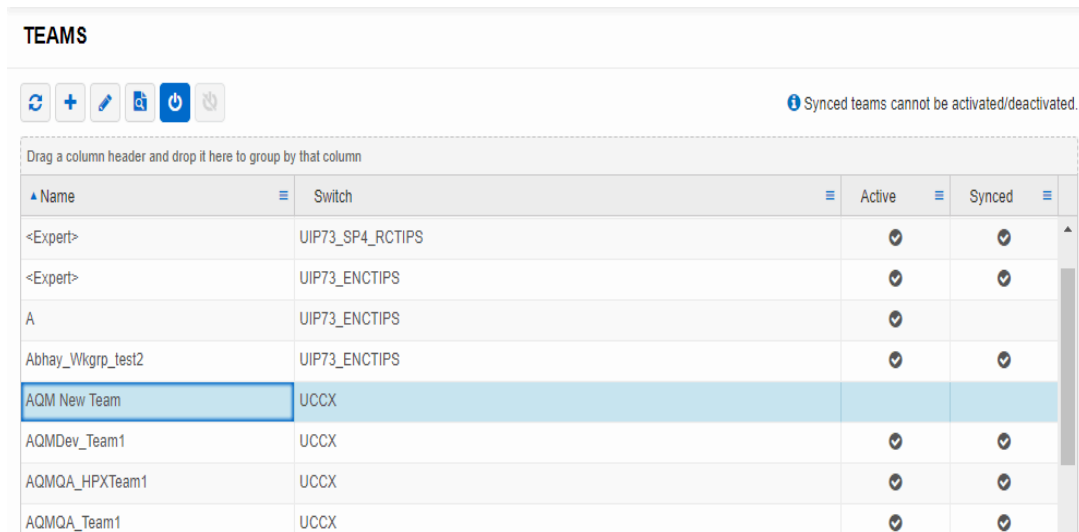 TEAMS
Synced teams cannot be activated/deactivated.
Drag a column header and drop it here to group by that column
Name Switch Active Synced
<Expert> UIP73_SP4_RCTIPS
<Expert> UIP73_ENCTIPS
A UIP73_ENCTIPS
Abhay_Wkgrp_test2 UIP73_ENCTIPS
AQM New Team UCCX
AQMDev_Team1 UCCX
AQMQA_HPXTeam1 UCCX
AQMQA_Team1 UCCX